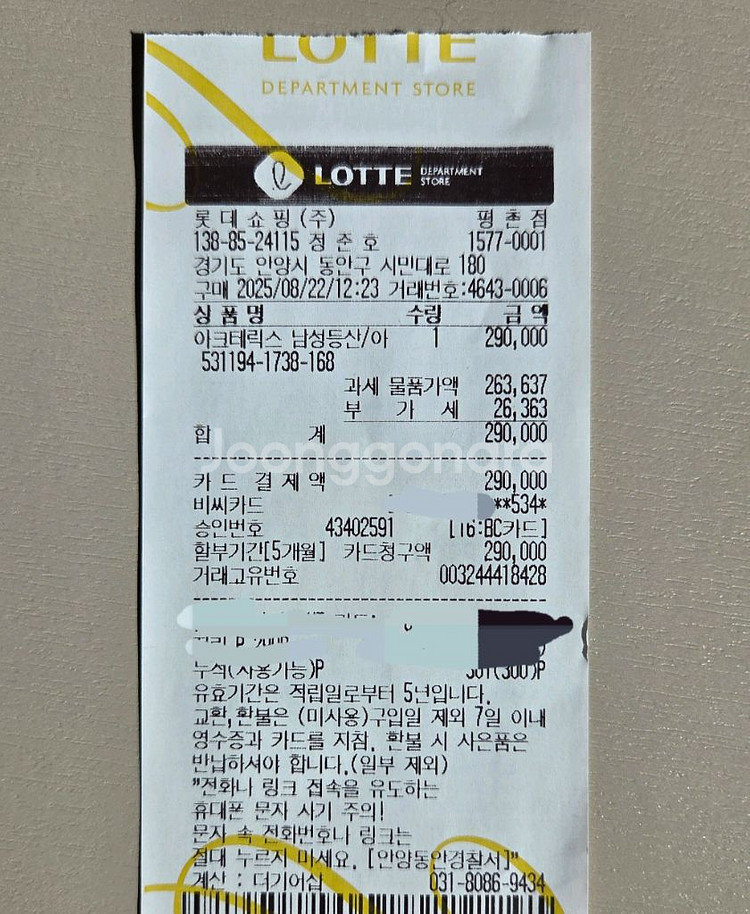 LOTTE
DEPARTMENT STORE
LOTTE DEPARTMENT STORE
롯데쇼핑(주) 평촌점
138-85-24115 정준호 1577-0001
경기도 안양시 동안구 시민대로 180
구매 2025/08/22/12:23 거래번호:4643-0006
상품명 수량 금액
아크테릭스 남성등산/아 1 290,000
531194-1738-168
과세 물품가액 263,637
부 가 세 26,363
합 계 290,000
Joonggonara
카드 결제액 290,000
비씨카드 **534*
승인번호 43402591 [16:BC카드]
할부기간[5개월] 카드청구액 290,000
거래고유번호 003244418428
누적(사용가능)P 301(300)P
유효기간은 적립일로부터 5년입니다.
교환,환불은 (미사용)구입일 제외 7일 이내
영수증과 카드를 지참. 환불 시 사은품은
반납하셔야 합니다.(일부 제외)
"전화나 링크 접속을 유도하는
휴대폰 문자 사기 주의!
문자 속 전화번호나 링크는
절대 누르지 마세요. [안양동안경찰서]"
계산 : 더기어샵 031-8086-9434